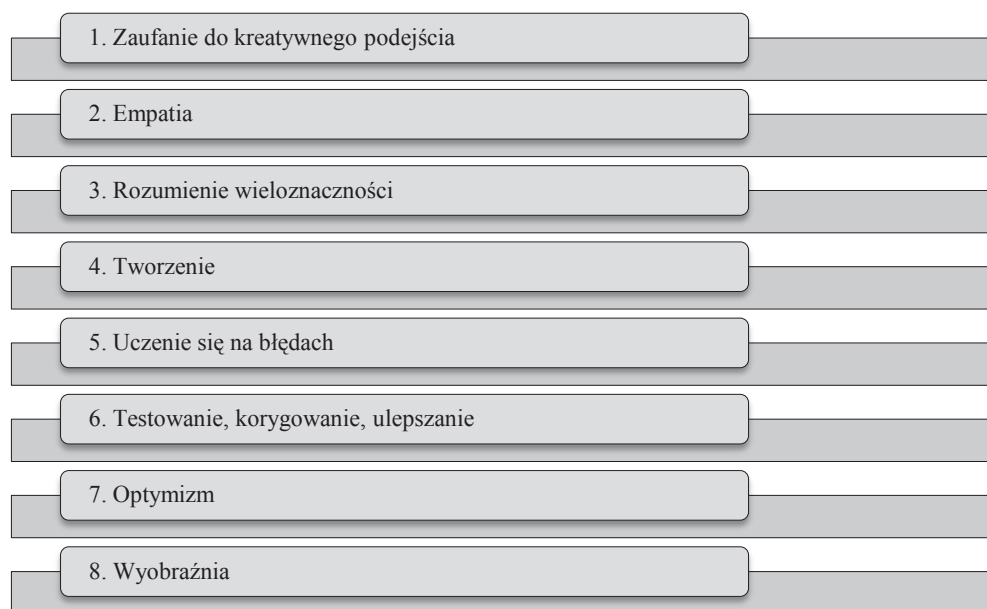 1. Zaufanie do kreatywnego podejścia
2. Empatia
3. Rozumienie wieloznaczności
4. Tworzenie
5. Uczenie się na błędach
6. Testowanie, korygowanie, ulepszanie
7. Optymizm
8. Wyobraźnia